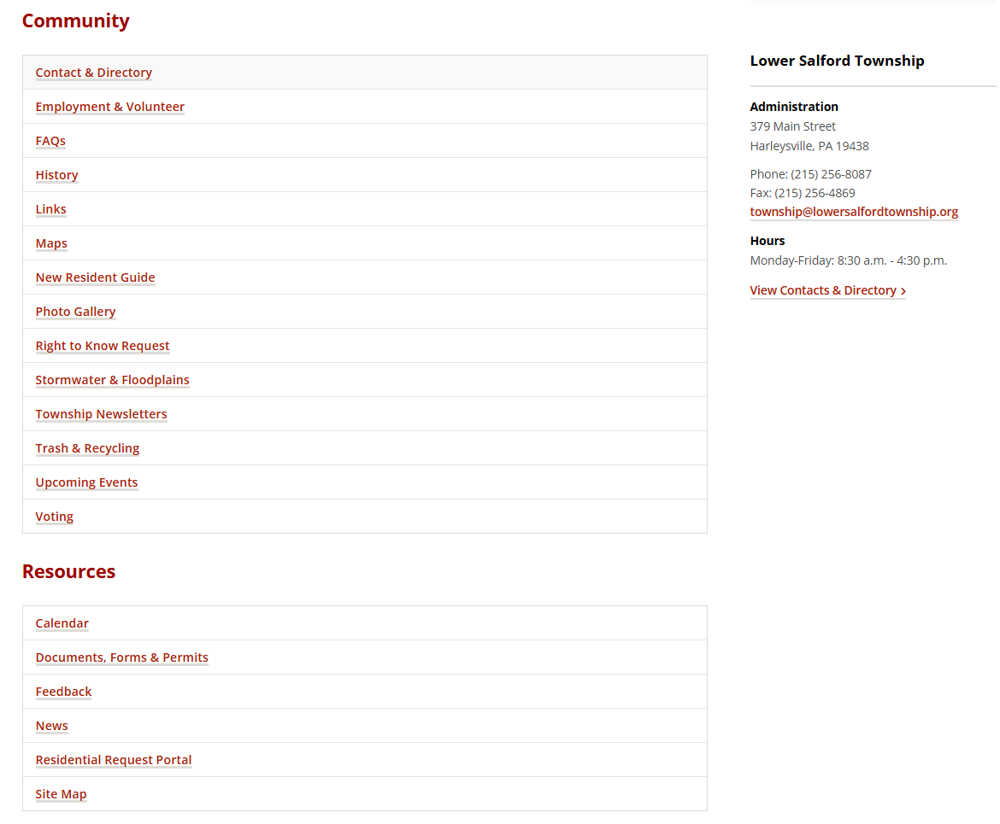 Community
Contact & Directory
Employment & Volunteer
FAQs
History
Links
Maps
New Resident Guide
Photo Gallery
Right to Know Request
Stormwater & Floodplains
Township Newsletters
Trash & Recycling
Upcoming Events
Voting
Resources
Calendar
Documents, Forms & Permits
Feedback
News
Residential Request Portal
Site Map
Lower Salford Township
Administration
379 Main Street
Harleysville, PA 19438
Phone: (215) 256-8087
Fax: (215) 256-4869
township@lowersalfordtownship.org
Hours
Monday-Friday: 8:30 a.m. - 4:30 p.m.
View Contacts & Directory ›